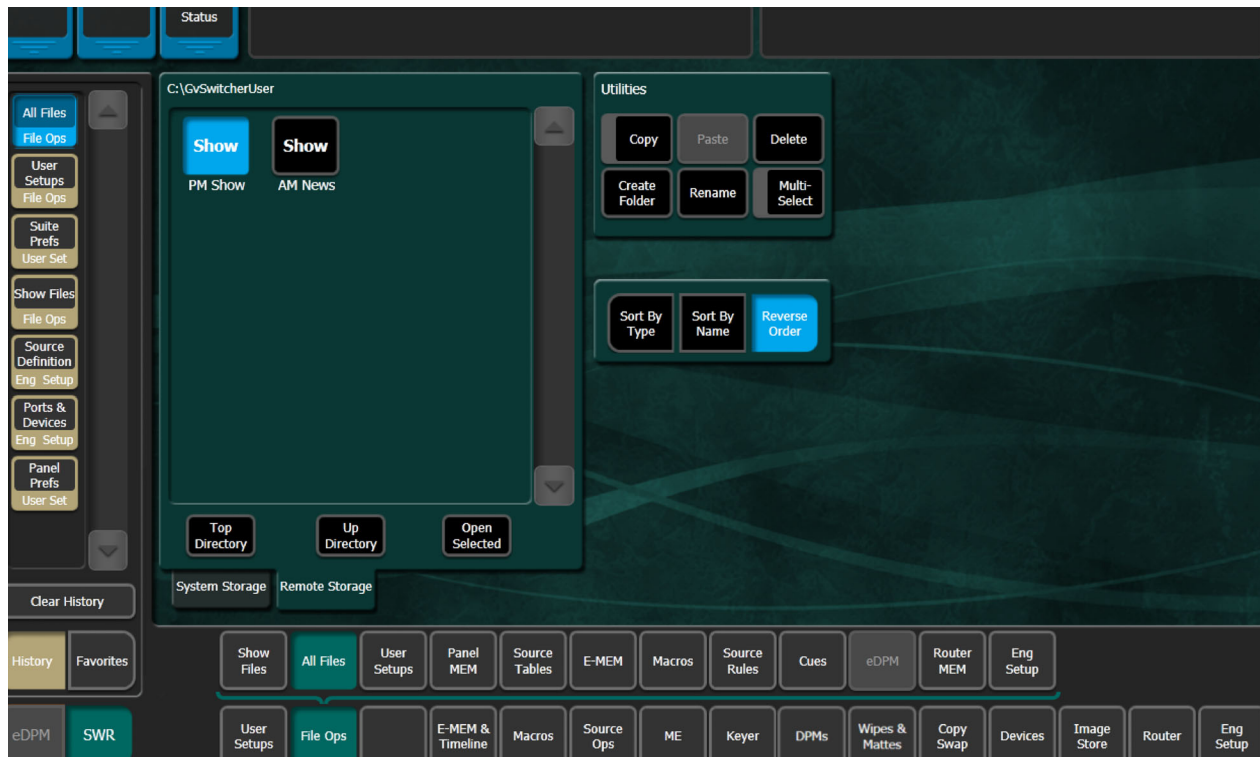 Status
C:\GvSwitcherUser
Utilities
All Files
File Ops
User
Setups
File Ops
Suite
Prefs
User Set
Show Files
File Ops
Source
Definition
Eng Setup
Ports &
Devices
Eng Setup
Panel
Prefs
User Set
Clear History
History
Favorites
Show
PM Show
Show
AM News
Top
Directory
Up
Directory
Open
Selected
System Storage
Remote Storage
Copy
Paste
Delete
Create
Folder
Rename
Multi-
Select
Sort By
Type
Sort By
Name
Reverse
Order
Show
Files
All Files
User
Setups
Panel
MEM
Source
Tables
E-MEM
Macros
Source
Rules
Cues
eDPM
Router
MEM
Eng
Setup
eDPM
SWR
User
Setups
File Ops
E-MEM &
Timeline
Macros
Source
Ops
ME
Keyer
DPMs
Wipes &
Mattes
Copy
Swap
Devices
Image
Store
Router
Eng
Setup